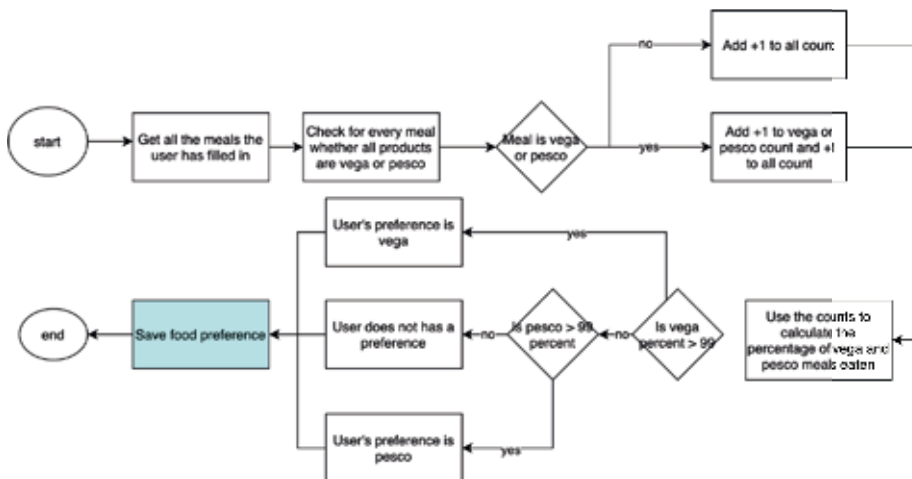 no
Add +1 to all count
start
Get all the meals the
user has filled in
Check for every meal
whether all products
are vega or pesco
Meal is vega
or pesco
yes
Add +1 to vega or
pesco count and +1
to all count
User's preference is
vega
yes
end
Save food preference
User does not has a
preference
no
Is pesco > 99
percent
no
Is vega
percent > 99
Use the counts to
calculate the
percentage of vega and
pesco meals eaten
User's preference is
pesco
yes